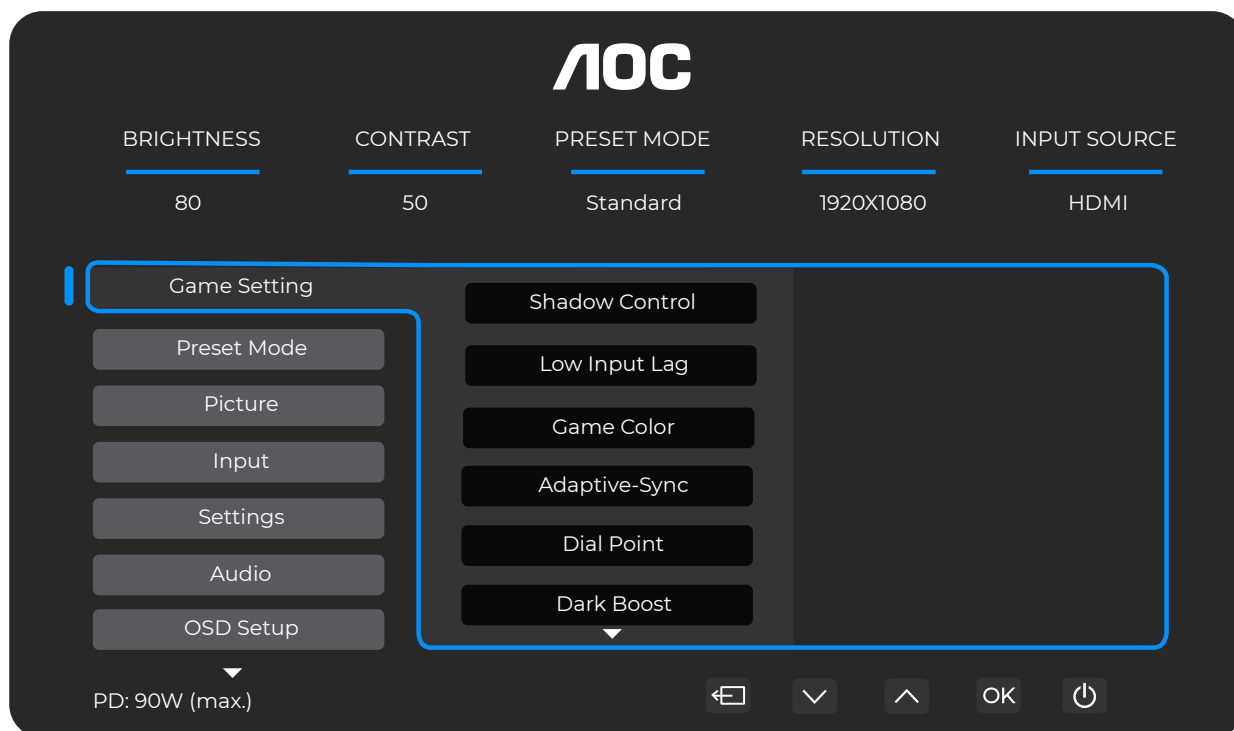 AOC
BRIGHTNESS CONTRAST PRESET MODE RESOLUTION INPUT SOURCE
80 50 Standard 1920X1080 HDMI
Game Setting
Shadow Control
Preset Mode
Low Input Lag
Picture
Game Color
Input
Adaptive-Sync
Settings
Dial Point
Audio
Dark Boost
OSD Setup
PD: 90W (max.)
OK